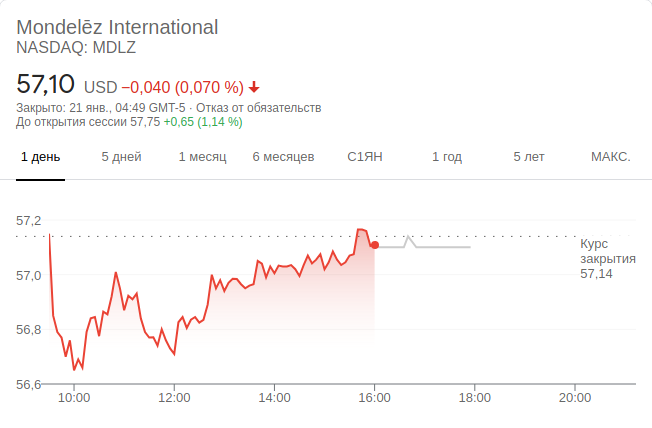 Mondelēz International
NASDAQ: MDLZ
57,10 USD −0,040 (0,070 %)
Закрыто: 21 янв., 04:49 GMT-5 · Отказ от обязательств
До открытия сессии 57,75 +0,65 (1,14 %)
1 день 5 дней 1 месяц 6 месяцев С1ЯН 1 год 5 лет МАКС.
57,2
57,0
56,8
56,6
Курс
закрытия
57,14
10:00 12:00 14:00 16:00 18:00 20:00